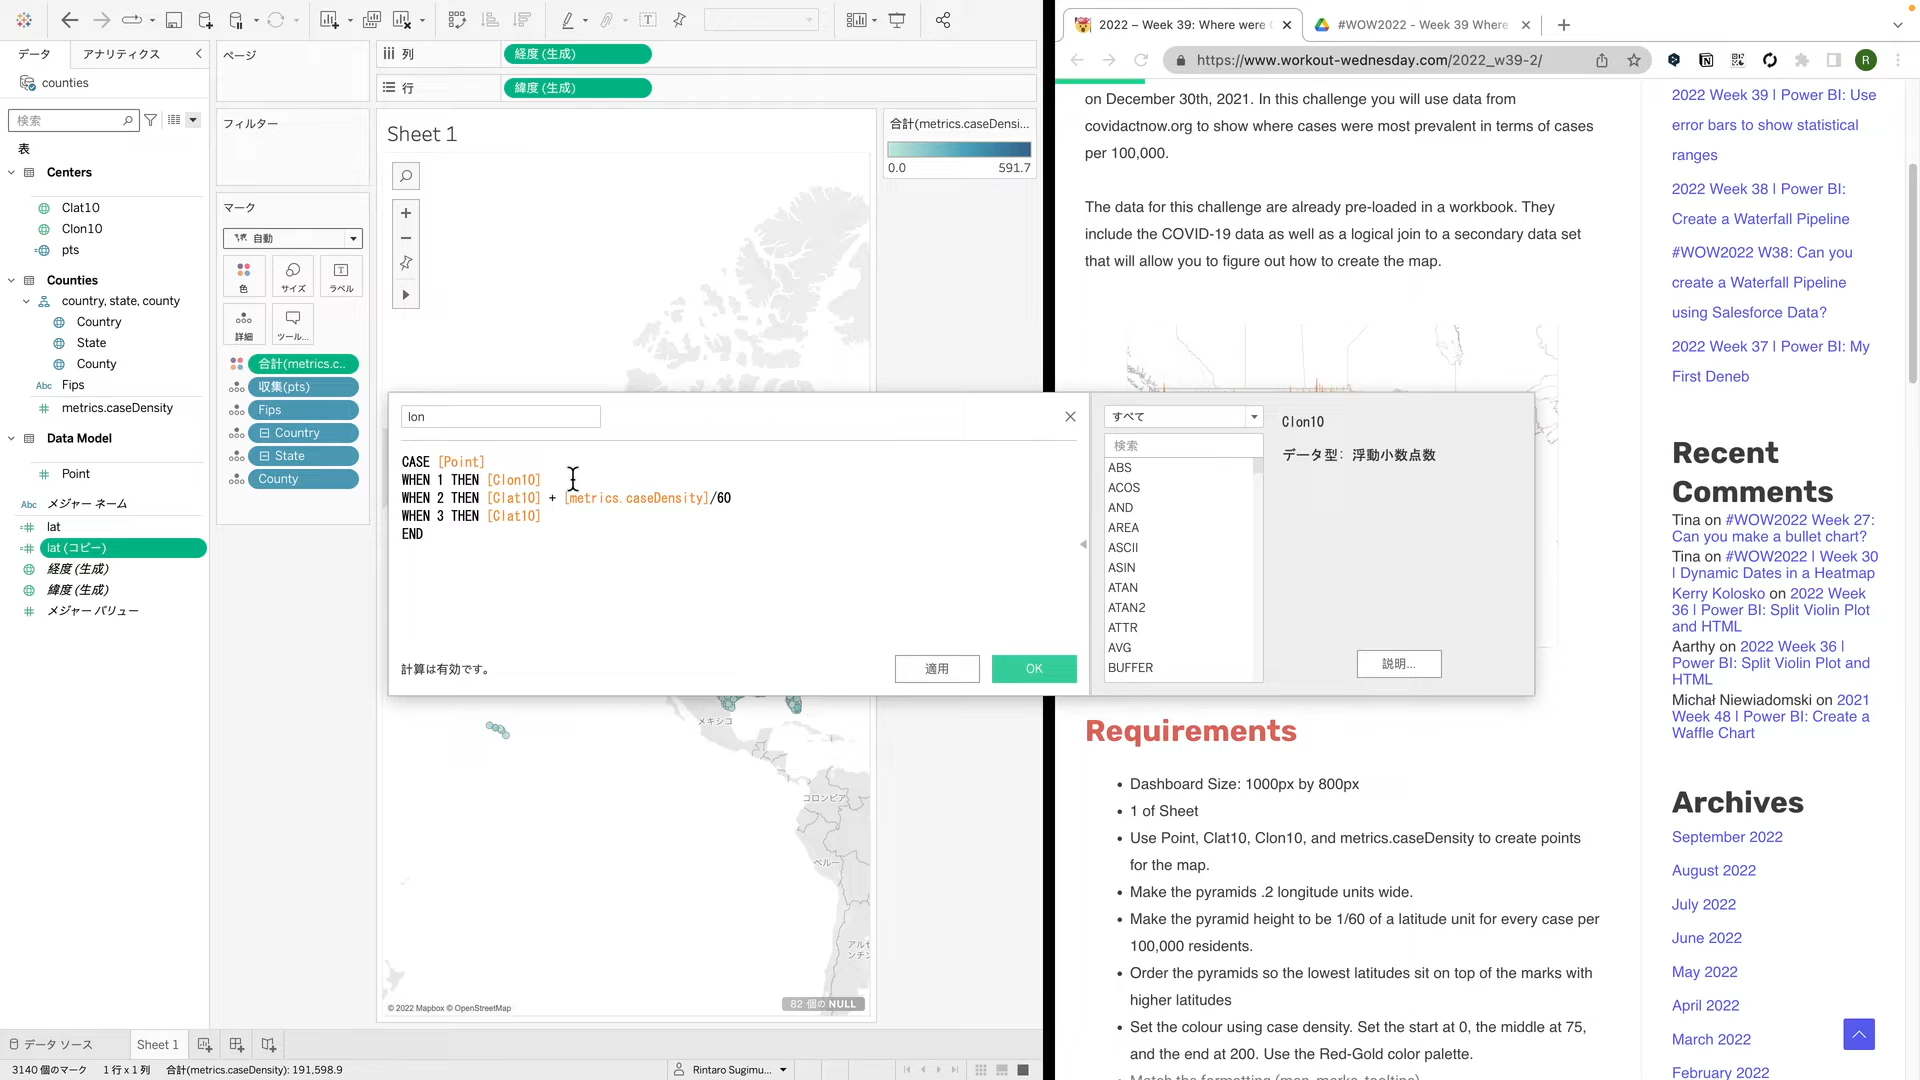 データ
アナリティクス
counties
検索
表
Centers
Clat10
Clon10
pts
Counties
country, state, county
Country
State
County
Abc
Fips
metrics.caseDensity
Data Model
Point
Abc
メジャー ネーム
lat
lat (コピー)
経度 (生成)
緯度 (生成)
メジャー バリュー
ページ
フィルター
マーク
自動
色
サイズ
ラベル
詳細
ツール...
合計(metrics.c..
収集(pts)
Fips
Country
State
County
列
経度 (生成)
行
緯度 (生成)
Sheet 1
合計(metrics.caseDensi...
0.0
591.7
メキシコ
コロンビア
ペルー
アルゼ
ンチン
© 2022 Mapbox © OpenStreetMap
82 個の NULL
lon
CASE [Point]
WHEN 1 THEN [Clon10]
WHEN 2 THEN [Clat10] + [metrics.caseDensity]/60
WHEN 3 THEN [Clat10]
END
計算は有効です。
適用
OK
すべて
検索
ABS
ACOS
AND
AREA
ASCII
ASIN
ATAN
ATAN2
ATTR
AVG
BUFFER
Clon10
データ型: 浮動小数点数
説明...
データ ソース
Sheet 1
3140 個のマーク
1 行 x 1 列
合計(metrics.caseDensity): 191,598.9
Rintaro Sugimu...
2022 – Week 39: Where were
#WOW2022 - Week 39 Where
https://www.workout-wednesday.com/2022_w39-2/
R
on December 30th, 2021. In this challenge you will use data from
covidactnow.org to show where cases were most prevalent in terms of cases
per 100,000.
The data for this challenge are already pre-loaded in a workbook. They
include the COVID-19 data as well as a logical join to a secondary data set
that will allow you to figure out how to create the map.
Requirements
Dashboard Size: 1000px by 800px
1 of Sheet
Use Point, Clat10, Clon10, and metrics.caseDensity to create points
for the map.
Make the pyramids .2 longitude units wide.
Make the pyramid height to be 1/60 of a latitude unit for every case per
100,000 residents.
Order the pyramids so the lowest latitudes sit on top of the marks with
higher latitudes
Set the colour using case density. Set the start at 0, the middle at 75,
and the end at 200. Use the Red-Gold color palette.
Match the formatting (map, marks, tooltip)
2022 Week 39 | Power BI: Use
error bars to show statistical
ranges
2022 Week 38 | Power BI:
Create a Waterfall Pipeline
#WOW2022 W38: Can you
create a Waterfall Pipeline
using Salesforce Data?
2022 Week 37 | Power BI: My
First Deneb
Recent
Comments
Tina on #WOW2022 Week 27:
Can you make a bullet chart?
Tina on #WOW2022 | Week 30
| Dynamic Dates in a Heatmap
Kerry Kolosko on 2022 Week
36 | Power BI: Split Violin Plot
and HTML
Aarthy on 2022 Week 36 |
Power BI: Split Violin Plot and
HTML
Michał Niewiadomski on 2021
Week 48 | Power BI: Create a
Waffle Chart
Archives
September 2022
August 2022
July 2022
June 2022
May 2022
April 2022
March 2022
February 2022